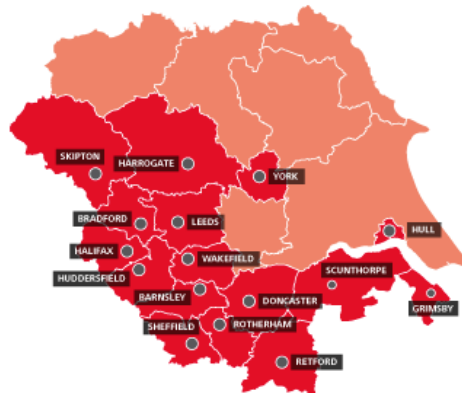 SKIPTON
HARROGATE
YORK
BRADFORD
LEEDS
HULL
HALIFAX
WAKEFIELD
HUDDERSFIELD
SCUNTHORPE
BARNSLEY
DONCASTER
GRIMSBY
SHEFFIELD
ROTHERHAM
RETFORD